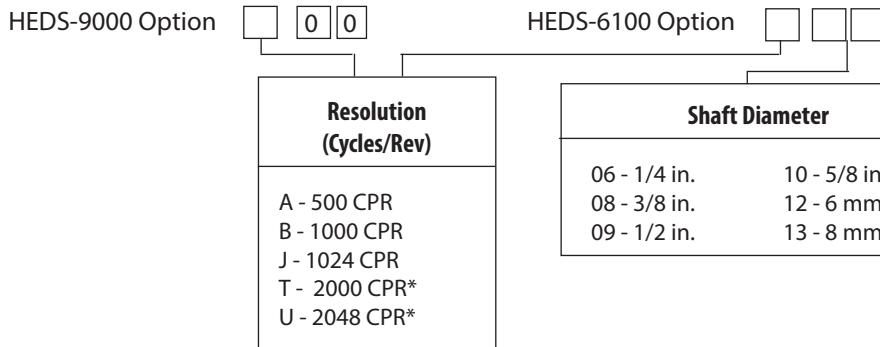 HEDS-9000 Option 0 0
HEDS-6100 Option
Resolution
(Cycles/Rev)
A - 500 CPR
B - 1000 CPR
J - 1024 CPR
T - 2000 CPR*
U - 2048 CPR*
Shaft Diameter
06 - 1/4 in. 10 - 5/8 in
08 - 3/8 in. 12 - 6 mm
09 - 1/2 in. 13 - 8 mm